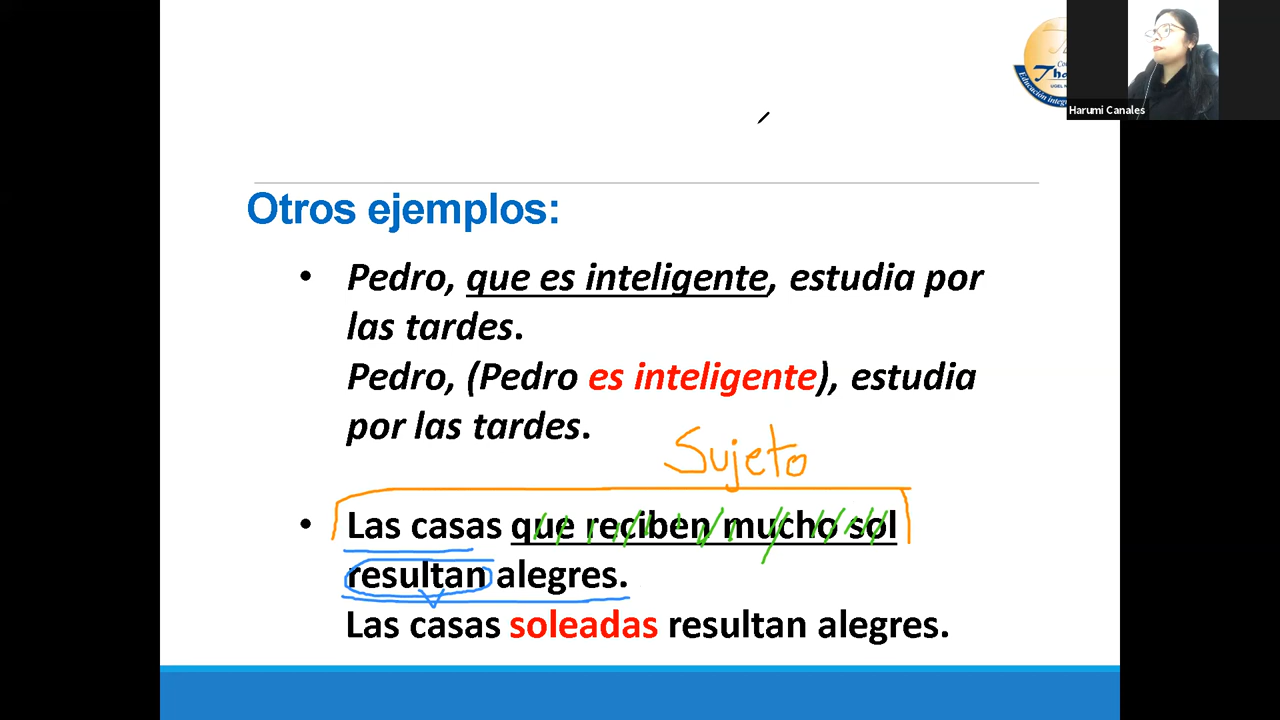 Harumi Canales
Otros ejemplos:
• Pedro, que es inteligente, estudia por
las tardes.
Pedro, (Pedro es inteligente), estudia
por las tardes.
Sujeto
• Las casas que reciben mucho sol
resultan alegres.
V
Las casas soleadas resultan alegres.